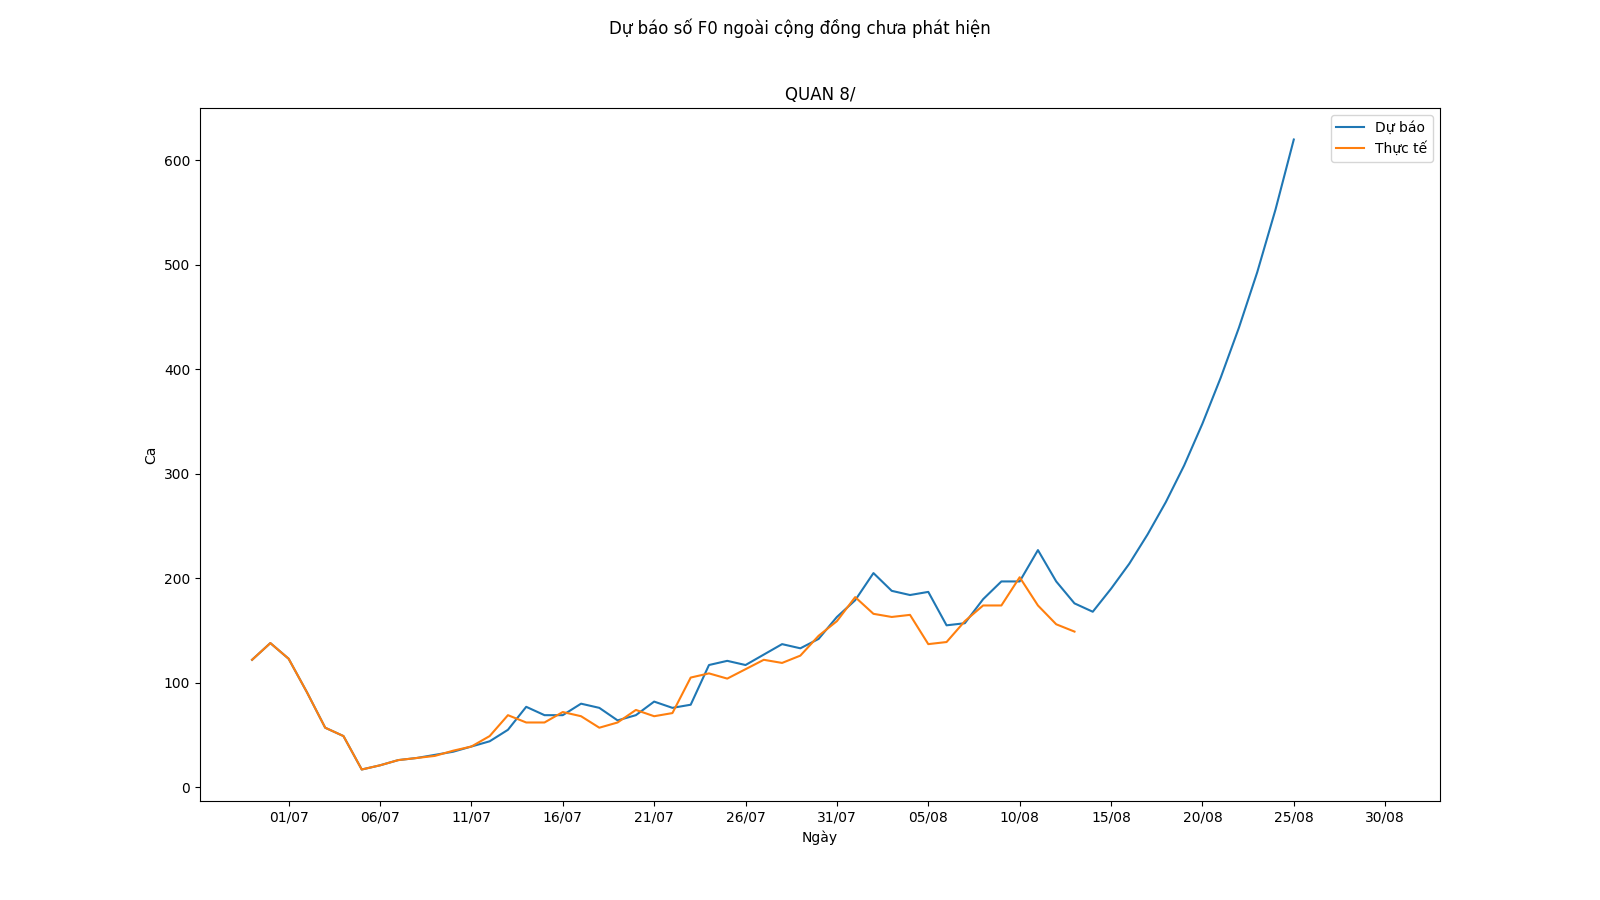 Dự báo số F0 ngoài cộng đồng chưa phát hiện
QUAN 8/
Dự báo
Thực tế
600
500
400
300
200
100
0
Ca
01/07 06/07 11/07 16/07 21/07 26/07 31/07 05/08 10/08 15/08 20/08 25/08 30/08
Ngày